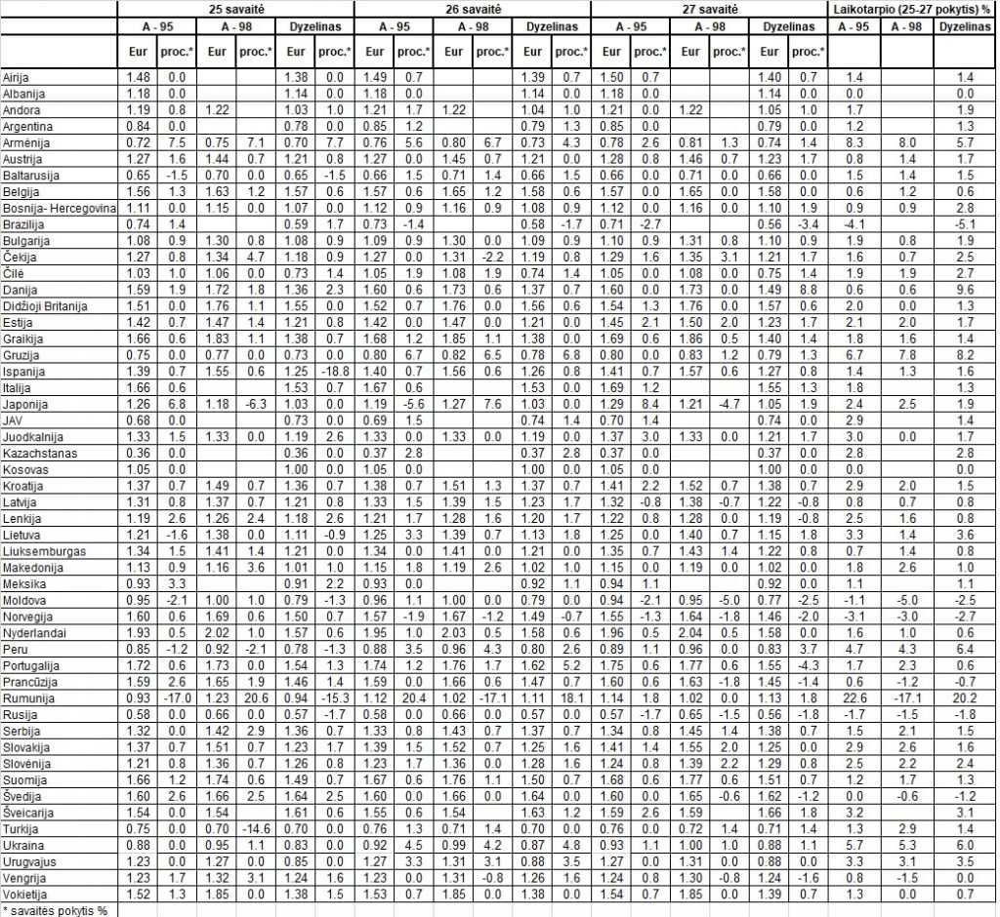 25 savaitė 26 savaitė 27 savaitė Laikotarpio (25-27 pokytis) %
A - 95 A - 98 Dyzelinas A - 95 A - 98 Dyzelinas A - 95 A - 98 Dyzelinas A - 95 A - 98 Dyzelinas
Eur proc.* Eur proc.* Eur proc.* Eur proc.* Eur proc.* Eur proc.* Eur proc.* Eur proc.* Eur proc.*
Airija 1.48 0.0 1.38 0.0 1.49 0.7 1.39 0.7 1.50 0.7 1.40 0.7 1.4 1.4
Albanija 1.18 0.0 1.14 0.0 1.18 0.0 1.14 0.0 1.18 0.0 1.14 0.0 0.0 0.0
Andora 1.19 0.8 1.22 1.03 1.0 1.21 1.7 1.22 1.04 1.0 1.21 0.0 1.22 1.05 1.0 1.7 1.9
Argentina 0.84 0.0 0.78 0.0 0.85 1.2 0.79 1.3 0.85 0.0 0.79 0.0 1.2 1.3
Armėnija 0.72 7.5 0.75 7.1 0.70 7.7 0.76 5.6 0.80 6.7 0.73 4.3 0.78 2.6 0.81 1.3 0.74 1.4 8.3 8.0 5.7
Austrija 1.27 1.6 1.44 0.7 1.21 0.8 1.27 0.0 1.45 0.7 1.21 0.0 1.28 0.8 1.46 0.7 1.23 1.7 0.8 1.4 1.7
Baltarusija 0.65 -1.5 0.70 0.0 0.65 -1.5 0.66 1.5 0.71 1.4 0.66 1.5 0.66 0.0 0.71 0.0 0.66 0.0 1.5 1.4 1.5
Belgija 1.56 1.3 1.63 1.2 1.57 0.6 1.57 0.6 1.65 1.2 1.58 0.6 1.57 0.0 1.65 0.0 1.58 0.0 0.6 1.2 0.6
Bosnija- Hercegovina 1.11 0.0 1.15 0.0 1.07 0.0 1.12 0.9 1.16 0.9 1.08 0.9 1.12 0.0 1.16 0.0 1.10 1.9 0.9 0.9 2.8
Brazilija 0.74 1.4 0.59 1.7 0.73 -1.4 0.58 -1.7 0.71 -2.7 0.56 -3.4 -4.1 -5.1
Bulgarija 1.08 0.9 1.30 0.8 1.08 0.9 1.09 0.9 1.30 0.0 1.09 0.9 1.10 0.9 1.31 0.8 1.10 0.9 1.9 0.8 1.9
Čekija 1.27 0.8 1.34 4.7 1.18 0.9 1.27 0.0 1.31 -2.2 1.19 0.8 1.29 1.6 1.35 3.1 1.21 1.7 1.6 0.7 2.5
Čilė 1.03 1.0 1.06 0.0 0.73 1.4 1.05 1.9 1.08 1.9 0.74 1.4 1.05 0.0 1.08 0.0 0.75 1.4 1.9 1.9 2.7
Danija 1.59 1.9 1.72 1.8 1.36 2.3 1.60 0.6 1.73 0.6 1.37 0.7 1.60 0.0 1.73 0.0 1.49 8.8 0.6 0.6 9.6
Didžioji Britanija 1.51 0.0 1.76 1.1 1.55 0.0 1.52 0.7 1.76 0.0 1.56 0.6 1.54 1.3 1.76 0.0 1.57 0.6 2.0 0.0 1.3
Estija 1.42 0.7 1.47 1.4 1.21 0.8 1.42 0.0 1.47 0.0 1.21 0.0 1.45 2.1 1.50 2.0 1.23 1.7 2.1 2.0 1.7
Graikija 1.66 0.6 1.83 1.1 1.38 0.7 1.68 1.2 1.85 1.1 1.38 0.0 1.69 0.6 1.86 0.5 1.40 1.4 1.8 1.6 1.4
Gruzija 0.75 0.0 0.77 0.0 0.73 0.0 0.80 6.7 0.82 6.5 0.78 6.8 0.80 0.0 0.83 1.2 0.79 1.3 6.7 7.8 8.2
Ispanija 1.39 0.7 1.55 0.6 1.25 -18.8 1.40 0.7 1.56 0.6 1.26 0.8 1.41 0.7 1.57 0.6 1.27 0.8 1.4 1.3 1.6
Italija 1.66 0.6 1.53 0.7 1.67 0.6 1.53 0.0 1.69 1.2 1.55 1.3 1.8 1.3
Japonija 1.26 6.8 1.18 -6.3 1.03 0.0 1.19 -5.6 1.27 7.6 1.03 0.0 1.29 8.4 1.21 -4.7 1.05 1.9 2.4 2.5 1.9
JAV 0.68 0.0 0.73 0.0 0.69 1.5 0.74 1.4 0.70 1.4 0.74 0.0 2.9 1.4
Juodkalnija 1.33 1.5 1.33 0.0 1.19 2.6 1.33 0.0 1.33 0.0 1.19 0.0 1.37 3.0 1.33 0.0 1.21 1.7 3.0 0.0 1.7
Kazachstanas 0.36 0.0 0.36 0.0 0.37 2.8 0.37 2.8 0.37 0.0 0.37 0.0 2.8 2.8
Kosovas 1.05 0.0 1.00 0.0 1.05 0.0 1.00 0.0 1.05 0.0 1.00 0.0 0.0 0.0
Kroatija 1.37 0.7 1.49 0.7 1.36 0.7 1.38 0.7 1.51 1.3 1.37 0.7 1.41 2.2 1.52 0.7 1.38 0.7 2.9 2.0 1.5
Latvija 1.31 0.8 1.37 0.7 1.21 0.8 1.33 1.5 1.39 1.5 1.23 1.7 1.32 -0.8 1.38 -0.7 1.22 -0.8 0.8 0.7 0.8
Lenkija 1.19 2.6 1.26 2.4 1.18 2.6 1.21 1.7 1.28 1.6 1.20 1.7 1.22 0.8 1.28 0.0 1.19 -0.8 2.5 1.6 0.8
Lietuva 1.21 -1.6 1.38 0.0 1.11 -0.9 1.25 3.3 1.39 0.7 1.13 1.8 1.25 0.0 1.40 0.7 1.15 1.8 3.3 1.4 3.6
Liuksemburgas 1.34 1.5 1.41 1.4 1.21 0.0 1.34 0.0 1.41 0.0 1.21 0.0 1.35 0.7 1.43 1.4 1.22 0.8 0.7 1.4 0.8
Makedonija 1.13 0.9 1.16 3.6 1.01 1.0 1.15 1.8 1.19 2.6 1.02 1.0 1.15 0.0 1.19 0.0 1.02 0.0 1.8 2.6 1.0
Meksika 0.93 3.3 0.91 2.2 0.93 0.0 0.92 1.1 0.94 1.1 0.92 0.0 1.1 1.1
Moldova 0.95 -2.1 1.00 1.0 0.79 -1.3 0.96 1.1 1.00 0.0 0.79 0.0 0.94 -2.1 0.95 -5.0 0.77 -2.5 -1.1 -5.0 -2.5
Norvegija 1.60 0.6 1.69 0.6 1.50 0.7 1.57 -1.9 1.67 -1.2 1.49 -0.7 1.55 -1.3 1.64 -1.8 1.46 -2.0 -3.1 -3.0 -2.7
Nyderlandai 1.93 0.5 2.02 1.0 1.57 0.6 1.95 1.0 2.03 0.5 1.58 0.6 1.96 0.5 2.04 0.5 1.58 0.0 1.6 1.0 0.6
Peru 0.85 -1.2 0.92 -2.1 0.78 -1.3 0.88 3.5 0.96 4.3 0.80 2.6 0.89 1.1 0.96 0.0 0.83 3.7 4.7 4.3 6.4
Portugalija 1.72 0.6 1.73 0.0 1.54 1.3 1.74 1.2 1.76 1.7 1.62 5.2 1.75 0.6 1.77 0.6 1.55 -4.3 1.7 2.3 0.6
Prancūzija 1.59 2.6 1.65 1.9 1.46 1.4 1.59 0.0 1.66 0.6 1.47 0.7 1.60 0.6 1.63 -1.8 1.45 -1.4 0.6 -1.2 -0.7
Rumunija 0.93 -17.0 1.23 20.6 0.94 -15.3 1.12 20.4 1.02 -17.1 1.11 18.1 1.14 1.8 1.02 0.0 1.13 1.8 22.6 -17.1 20.2
Rusija 0.58 0.0 0.66 0.0 0.57 -1.7 0.58 0.0 0.66 0.0 0.57 0.0 0.57 -1.7 0.65 -1.5 0.56 -1.8 -1.7 -1.5 -1.8
Serbija 1.32 0.0 1.42 2.9 1.36 0.7 1.33 0.8 1.43 0.7 1.37 0.7 1.34 0.8 1.45 1.4 1.38 0.7 1.5 2.1 1.5
Slovakija 1.37 0.7 1.51 0.7 1.23 1.7 1.39 1.5 1.52 0.7 1.25 1.6 1.41 1.4 1.55 2.0 1.25 0.0 2.9 2.6 1.6
Slovėnija 1.21 0.8 1.36 0.7 1.26 0.8 1.23 1.7 1.36 0.0 1.28 1.6 1.24 0.8 1.39 2.2 1.29 0.8 2.5 2.2 2.4
Suomija 1.66 1.2 1.74 0.6 1.49 0.7 1.67 0.6 1.76 1.1 1.50 0.7 1.68 0.6 1.77 0.6 1.51 0.7 1.2 1.7 1.3
Švedija 1.60 2.6 1.66 2.5 1.64 2.5 1.60 0.0 1.66 0.0 1.64 0.0 1.60 0.0 1.65 -0.6 1.62 -1.2 0.0 -0.6 -1.2
Šveicarija 1.54 0.0 1.54 1.61 0.6 1.55 0.6 1.54 1.63 1.2 1.59 2.6 1.59 1.66 1.8 3.2 3.1
Turkija 0.75 0.0 0.70 -14.6 0.70 0.0 0.76 1.3 0.71 1.4 0.70 0.0 0.76 0.0 0.72 1.4 0.71 1.4 1.3 2.9 1.4
Ukraina 0.88 0.0 0.95 1.1 0.83 0.0 0.92 4.5 0.99 4.2 0.87 4.8 0.93 1.1 1.00 1.0 0.88 1.1 5.7 5.3 6.0
Urugvajus 1.23 0.0 1.27 0.0 0.85 0.0 1.27 3.3 1.31 3.1 0.88 3.5 1.27 0.0 1.31 0.0 0.88 0.0 3.3 3.1 3.5
Vengrija 1.23 1.7 1.32 3.1 1.24 1.6 1.23 0.0 1.31 -0.8 1.26 1.6 1.24 0.8 1.30 -0.8 1.24 -1.6 0.8 -1.5 0.0
Vokietija 1.52 1.3 1.85 0.0 1.38 1.5 1.53 0.7 1.85 0.0 1.38 0.0 1.54 0.7 1.85 0.0 1.39 0.7 1.3 0.0 0.7
* savaitės pokytis %